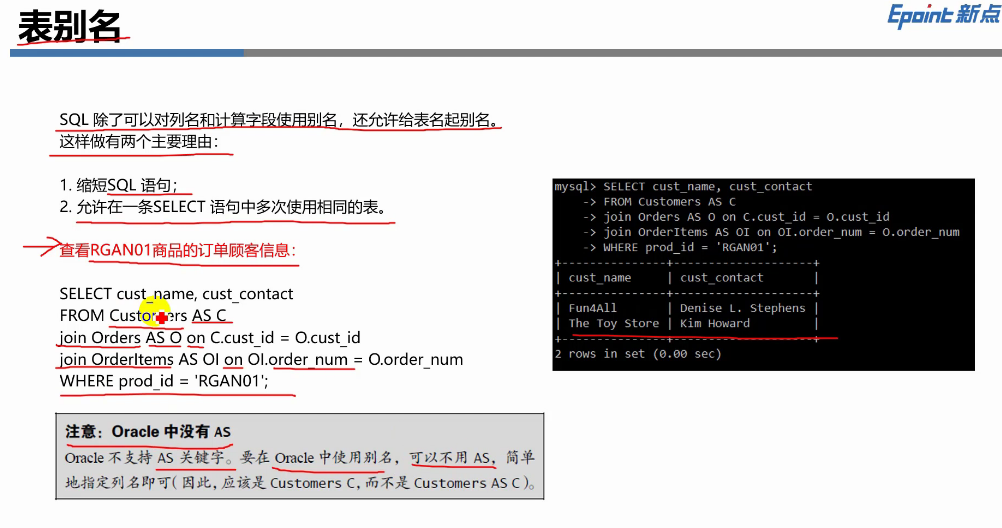 表别名
Epoint新点
SQL 除了可以对列名和计算字段使用别名，还允许给表名起别名。
这样做有两个主要理由：
1. 缩短SQL 语句；
2. 允许在一条SELECT 语句中多次使用相同的表。
查看RGAN01商品的订单顾客信息：
SELECT cust_name, cust_contact
FROM Customers AS C
join Orders AS O on C.cust_id = O.cust_id
join OrderItems AS OI on OI.order_num = O.order_num
WHERE prod_id = 'RGAN01';
注意：Oracle 中没有 AS
Oracle 不支持 AS 关键字。要在 Oracle 中使用别名，可以不用 AS，简单
地指定列名即可（因此，应该是 Customers C，而不是 Customers AS C）。
mysql> SELECT cust_name, cust_contact
-> FROM Customers AS C
-> join Orders AS O on C.cust_id = O.cust_id
-> join OrderItems AS OI on OI.order_num = O.order_num
-> WHERE prod_id = 'RGAN01';
+---------------+--------------------+
| cust_name | cust_contact |
+---------------+--------------------+
| Fun4All | Denise L. Stephens |
| The Toy Store | Kim Howard |
+---------------+--------------------+
2 rows in set (0.00 sec)